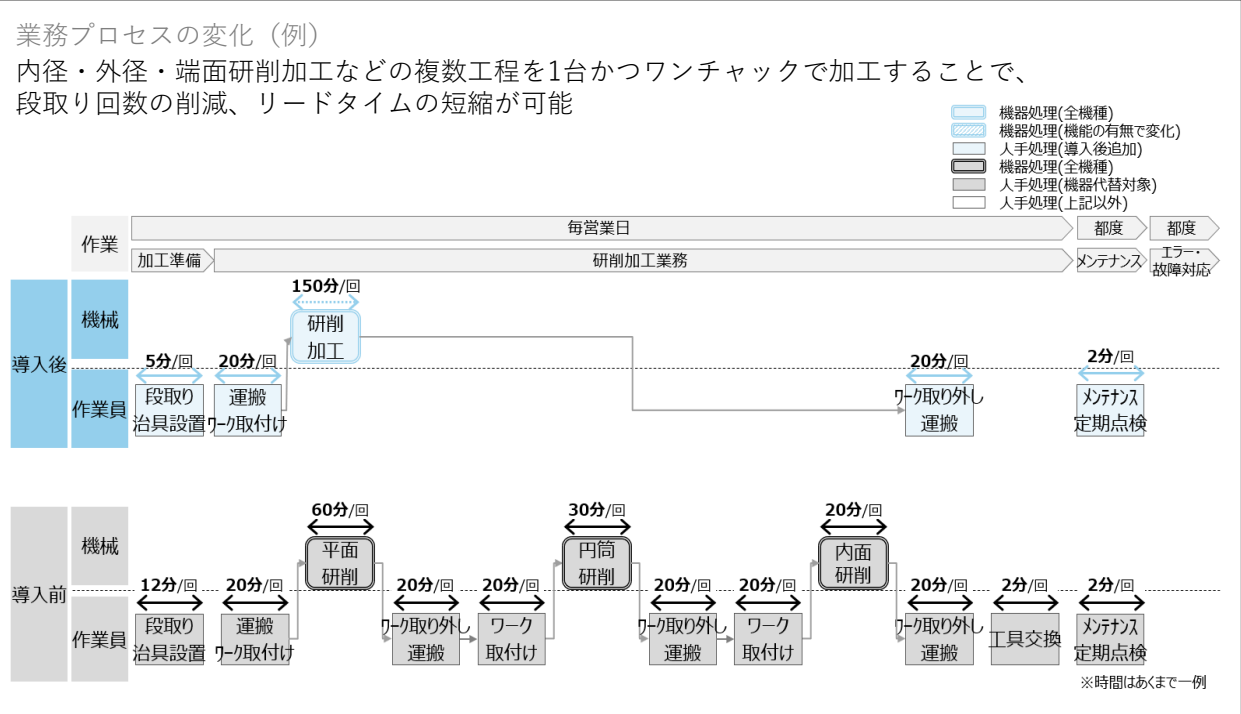 業務プロセスの変化（例）
内径・外径・端面研削加工などの複数工程を1台かつワンチャックで加工することで、
段取り回数の削減、リードタイムの短縮が可能
機器処理(全機種)
機器処理(機能の有無で変化)
人手処理(導入後追加)
機器処理(全機種)
人手処理(機器代替対象)
人手処理(上記以外)
作業
毎営業日
都度
都度
加工準備
研削加工業務
メンテナンス
エラー・
故障対応
導入後
機械
150分/回
研削
加工
作業員
5分/回
段取り
治具設置
20分/回
運搬
ワーク取付け
20分/回
ワーク取り外し
運搬
2分/回
メンテナンス
定期点検
導入前
機械
60分/回
平面
研削
30分/回
円筒
研削
20分/回
内面
研削
作業員
12分/回
段取り
治具設置
20分/回
運搬
ワーク取付け
20分/回
ワーク取り外し
運搬
20分/回
ワーク
取付け
20分/回
ワーク取り外し
運搬
20分/回
ワーク
取付け
20分/回
ワーク取り外し
運搬
2分/回
工具交換
2分/回
メンテナンス
定期点検
※時間はあくまで一例